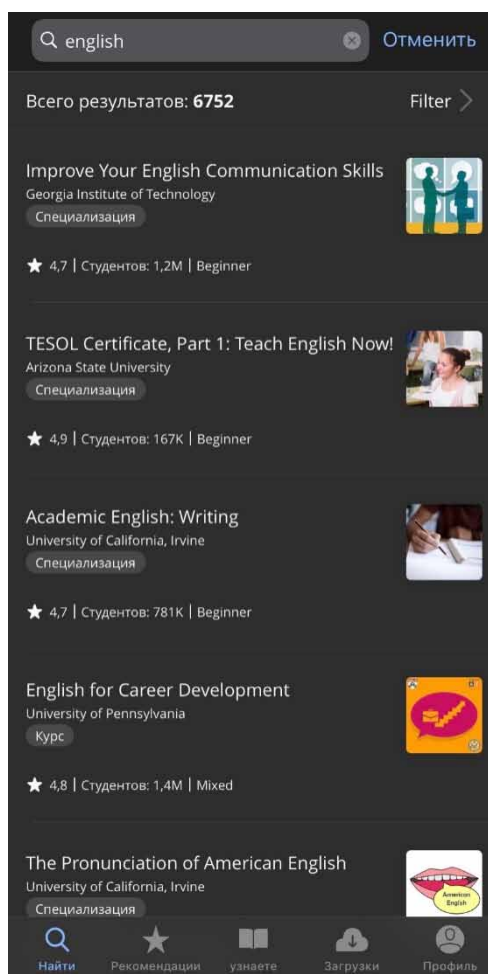 english
Отменить
Всего результатов: 6752
Filter
Improve Your English Communication Skills
Georgia Institute of Technology
Специализация
4,7 | Студентов: 1,2M | Beginner
TESOL Certificate, Part 1: Teach English Now!
Arizona State University
Специализация
4,9 | Студентов: 167K | Beginner
Academic English: Writing
University of California, Irvine
Специализация
4,7 | Студентов: 781K | Beginner
English for Career Development
University of Pennsylvania
Курс
4,8 | Студентов: 1,4M | Mixed
The Pronunciation of American English
University of California, Irvine
Специализация
American
English
Найти
Рекомендации
узнаете
Загрузки
Профиль